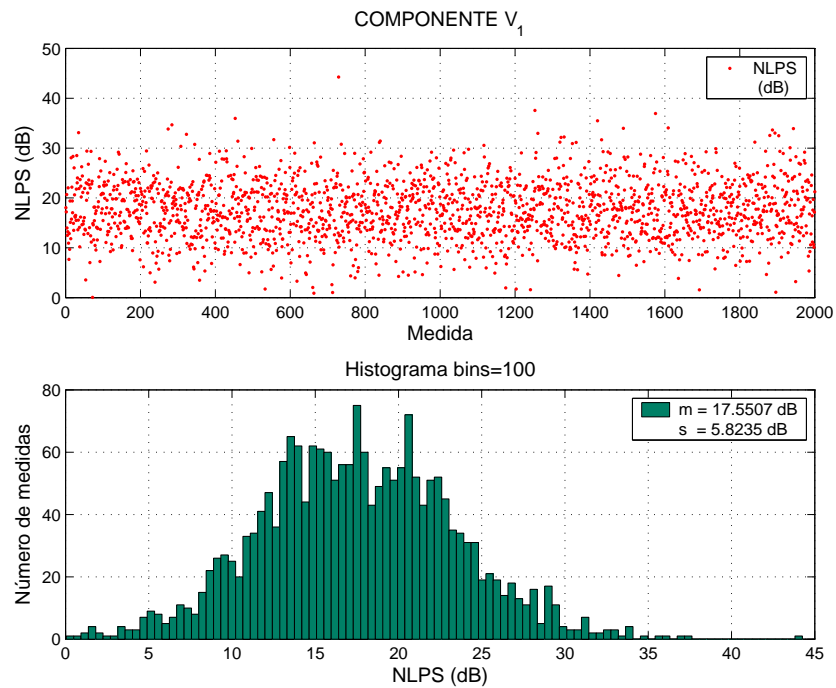 COMPONENTE V1
50
40
30
20
10
0
NLPS (dB)
NLPS
(dB)
0 200 400 600 800 1000 1200 1400 1600 1800 2000
Medida
Histograma bins=100
80
60
40
20
0
Número de medidas
m = 17.5507 dB
s = 5.8235 dB
0 5 10 15 20 25 30 35 40 45
NLPS (dB)